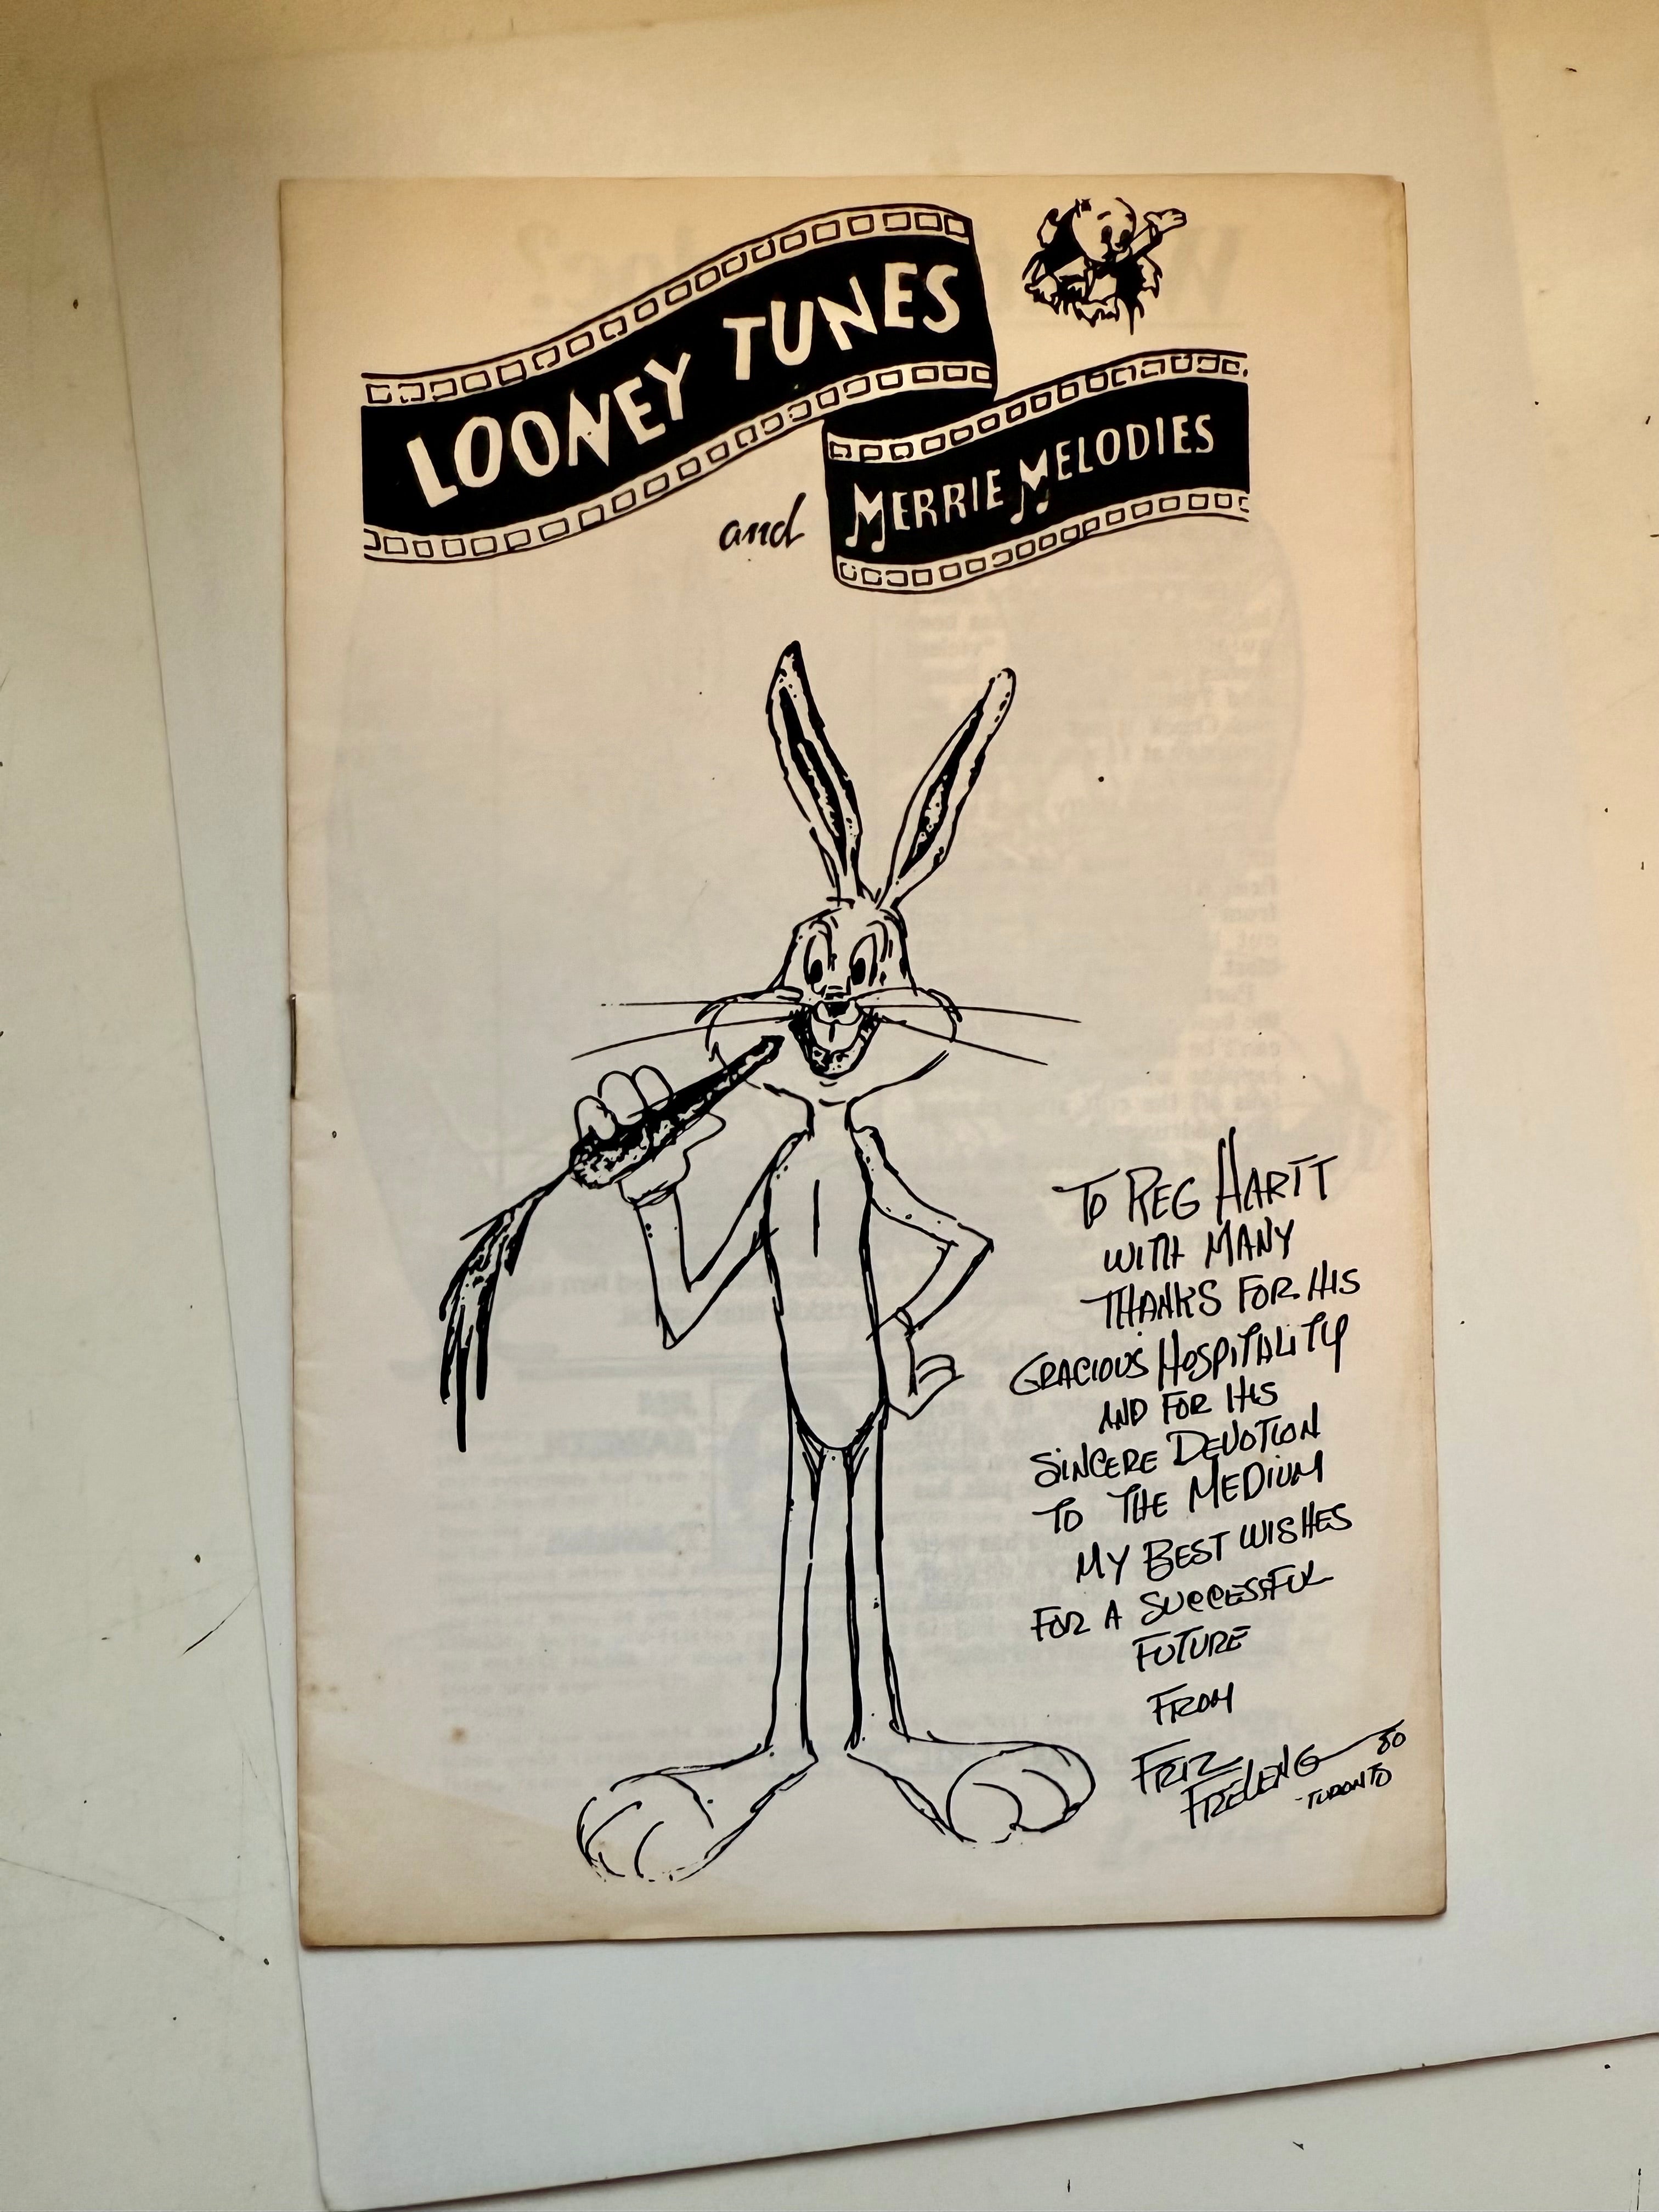 LOONEY TUNES
and
MERRIE MELODIES
TO REG HARTT
WITH MANY
THANKS FOR HIS
GRACIOUS HOSPITALITY
AND FOR HIS
SINCERE DEVOTION
TO THE MEDIUM
MY BEST WISHES
FOR A SUCCESSFUL
FUTURE
FROM
FRIZ
FRELENG 80
TORONTO